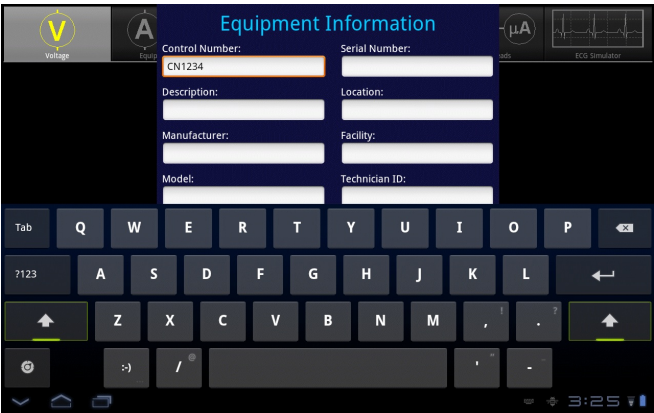 Equipment Information
V
A
μA
Voltage
Equip
ads
ECG Simulator
Control Number:
Serial Number:
CN1234
Description:
Location:
Manufacturer:
Facility:
Model:
Technician ID:
Tab Q W E R T Y U I O P
?123 A S D F G H J K L
Z X C V B N M , ! . ?
:-) / @ ' " - _
3:25